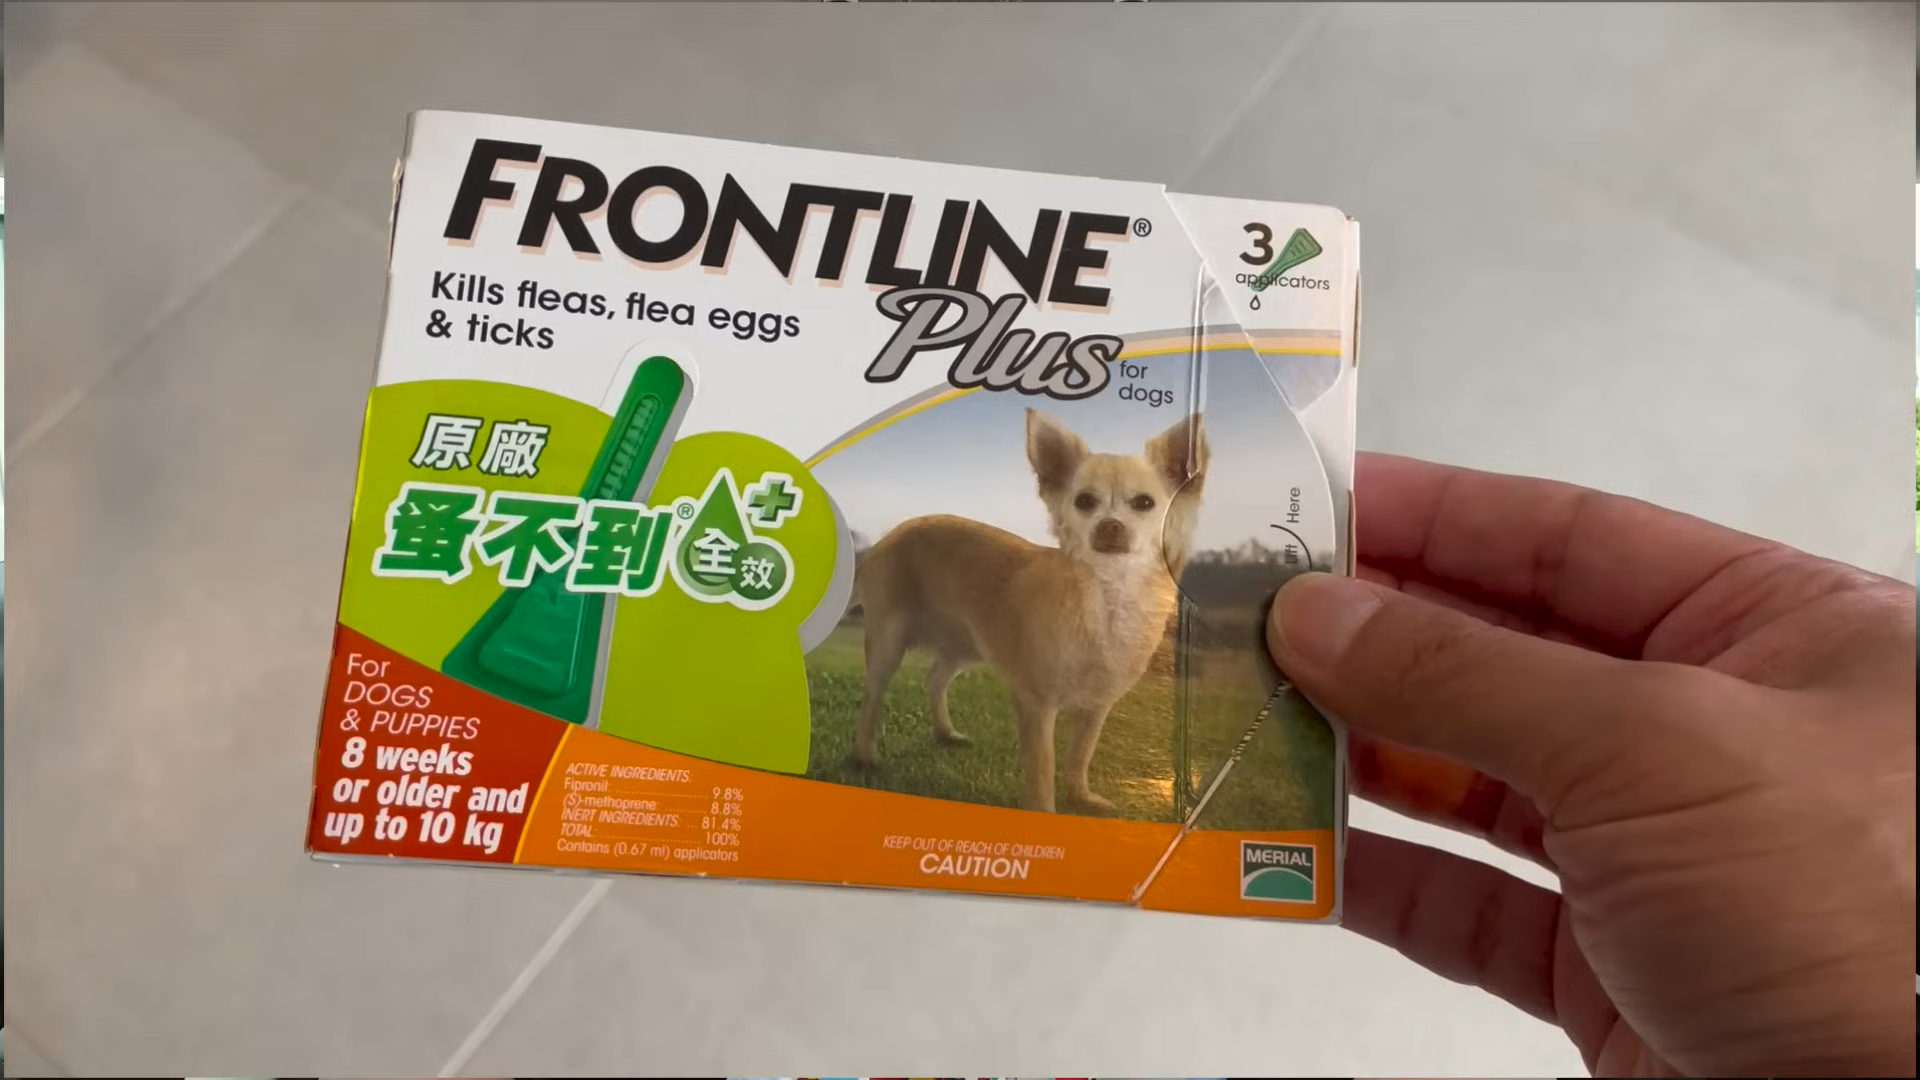 FRONTLINE®
Plus
for
dogs
Kills fleas, flea eggs
& ticks
3
applicators
原廠
蚤不到®
全效
Lift Here
For
DOGS
& PUPPIES
8 weeks
or older and
up to 10 kg
ACTIVE INGREDIENTS:
Fipronil: 9.8%
(S)-methoprene: 8.8%
INERT INGREDIENTS: 81.4%
TOTAL: 100%
Contains (0.67 ml) applicators
KEEP OUT OF REACH OF CHILDREN
CAUTION
MERIAL